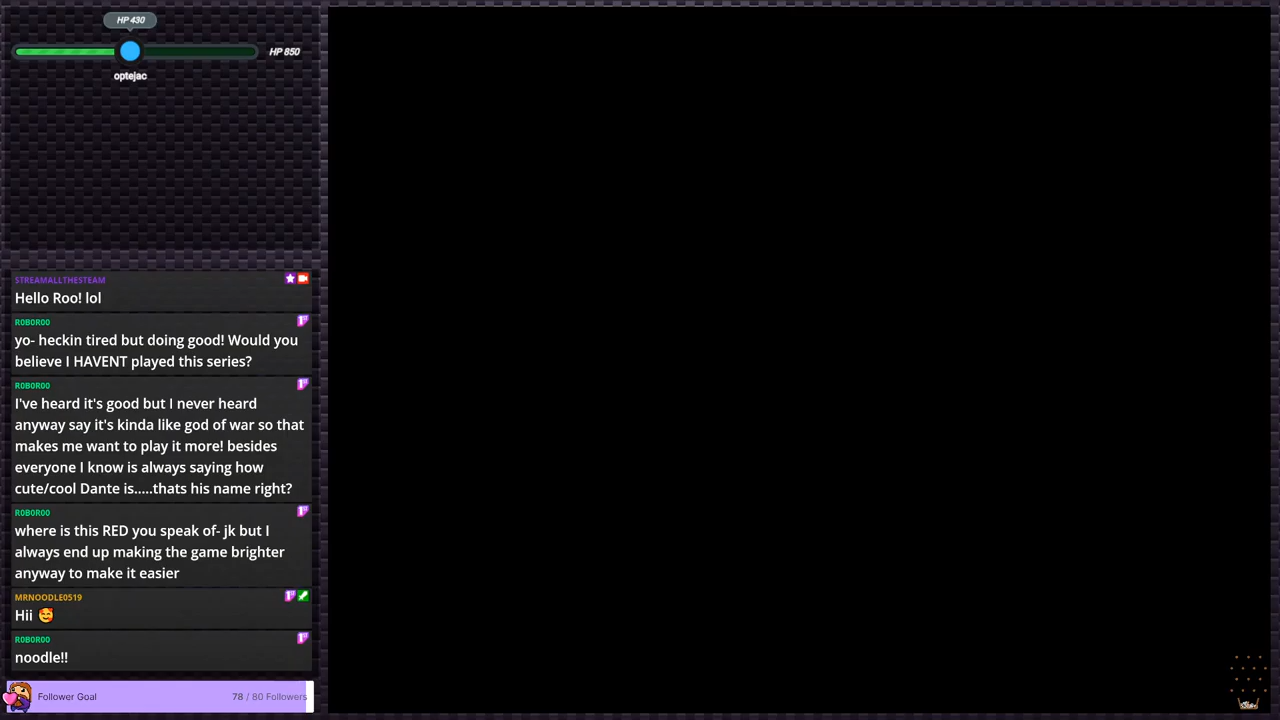 HP 430
HP 850
optejac
STREAMALLTHESTEAM
Hello Roo! lol
R0B0R00
yo- heckin tired but doing good! Would you
believe I HAVENT played this series?
R0B0R00
I've heard it's good but I never heard
anyway say it's kinda like god of war so that
makes me want to play it more! besides
everyone I know is always saying how
cute/cool Dante is.....thats his name right?
R0B0R00
where is this RED you speak of- jk but I
always end up making the game brighter
anyway to make it easier
MRNOODLE0519
Hii 🥰
R0B0R00
noodle!!
Follower Goal 78 / 80 Followers